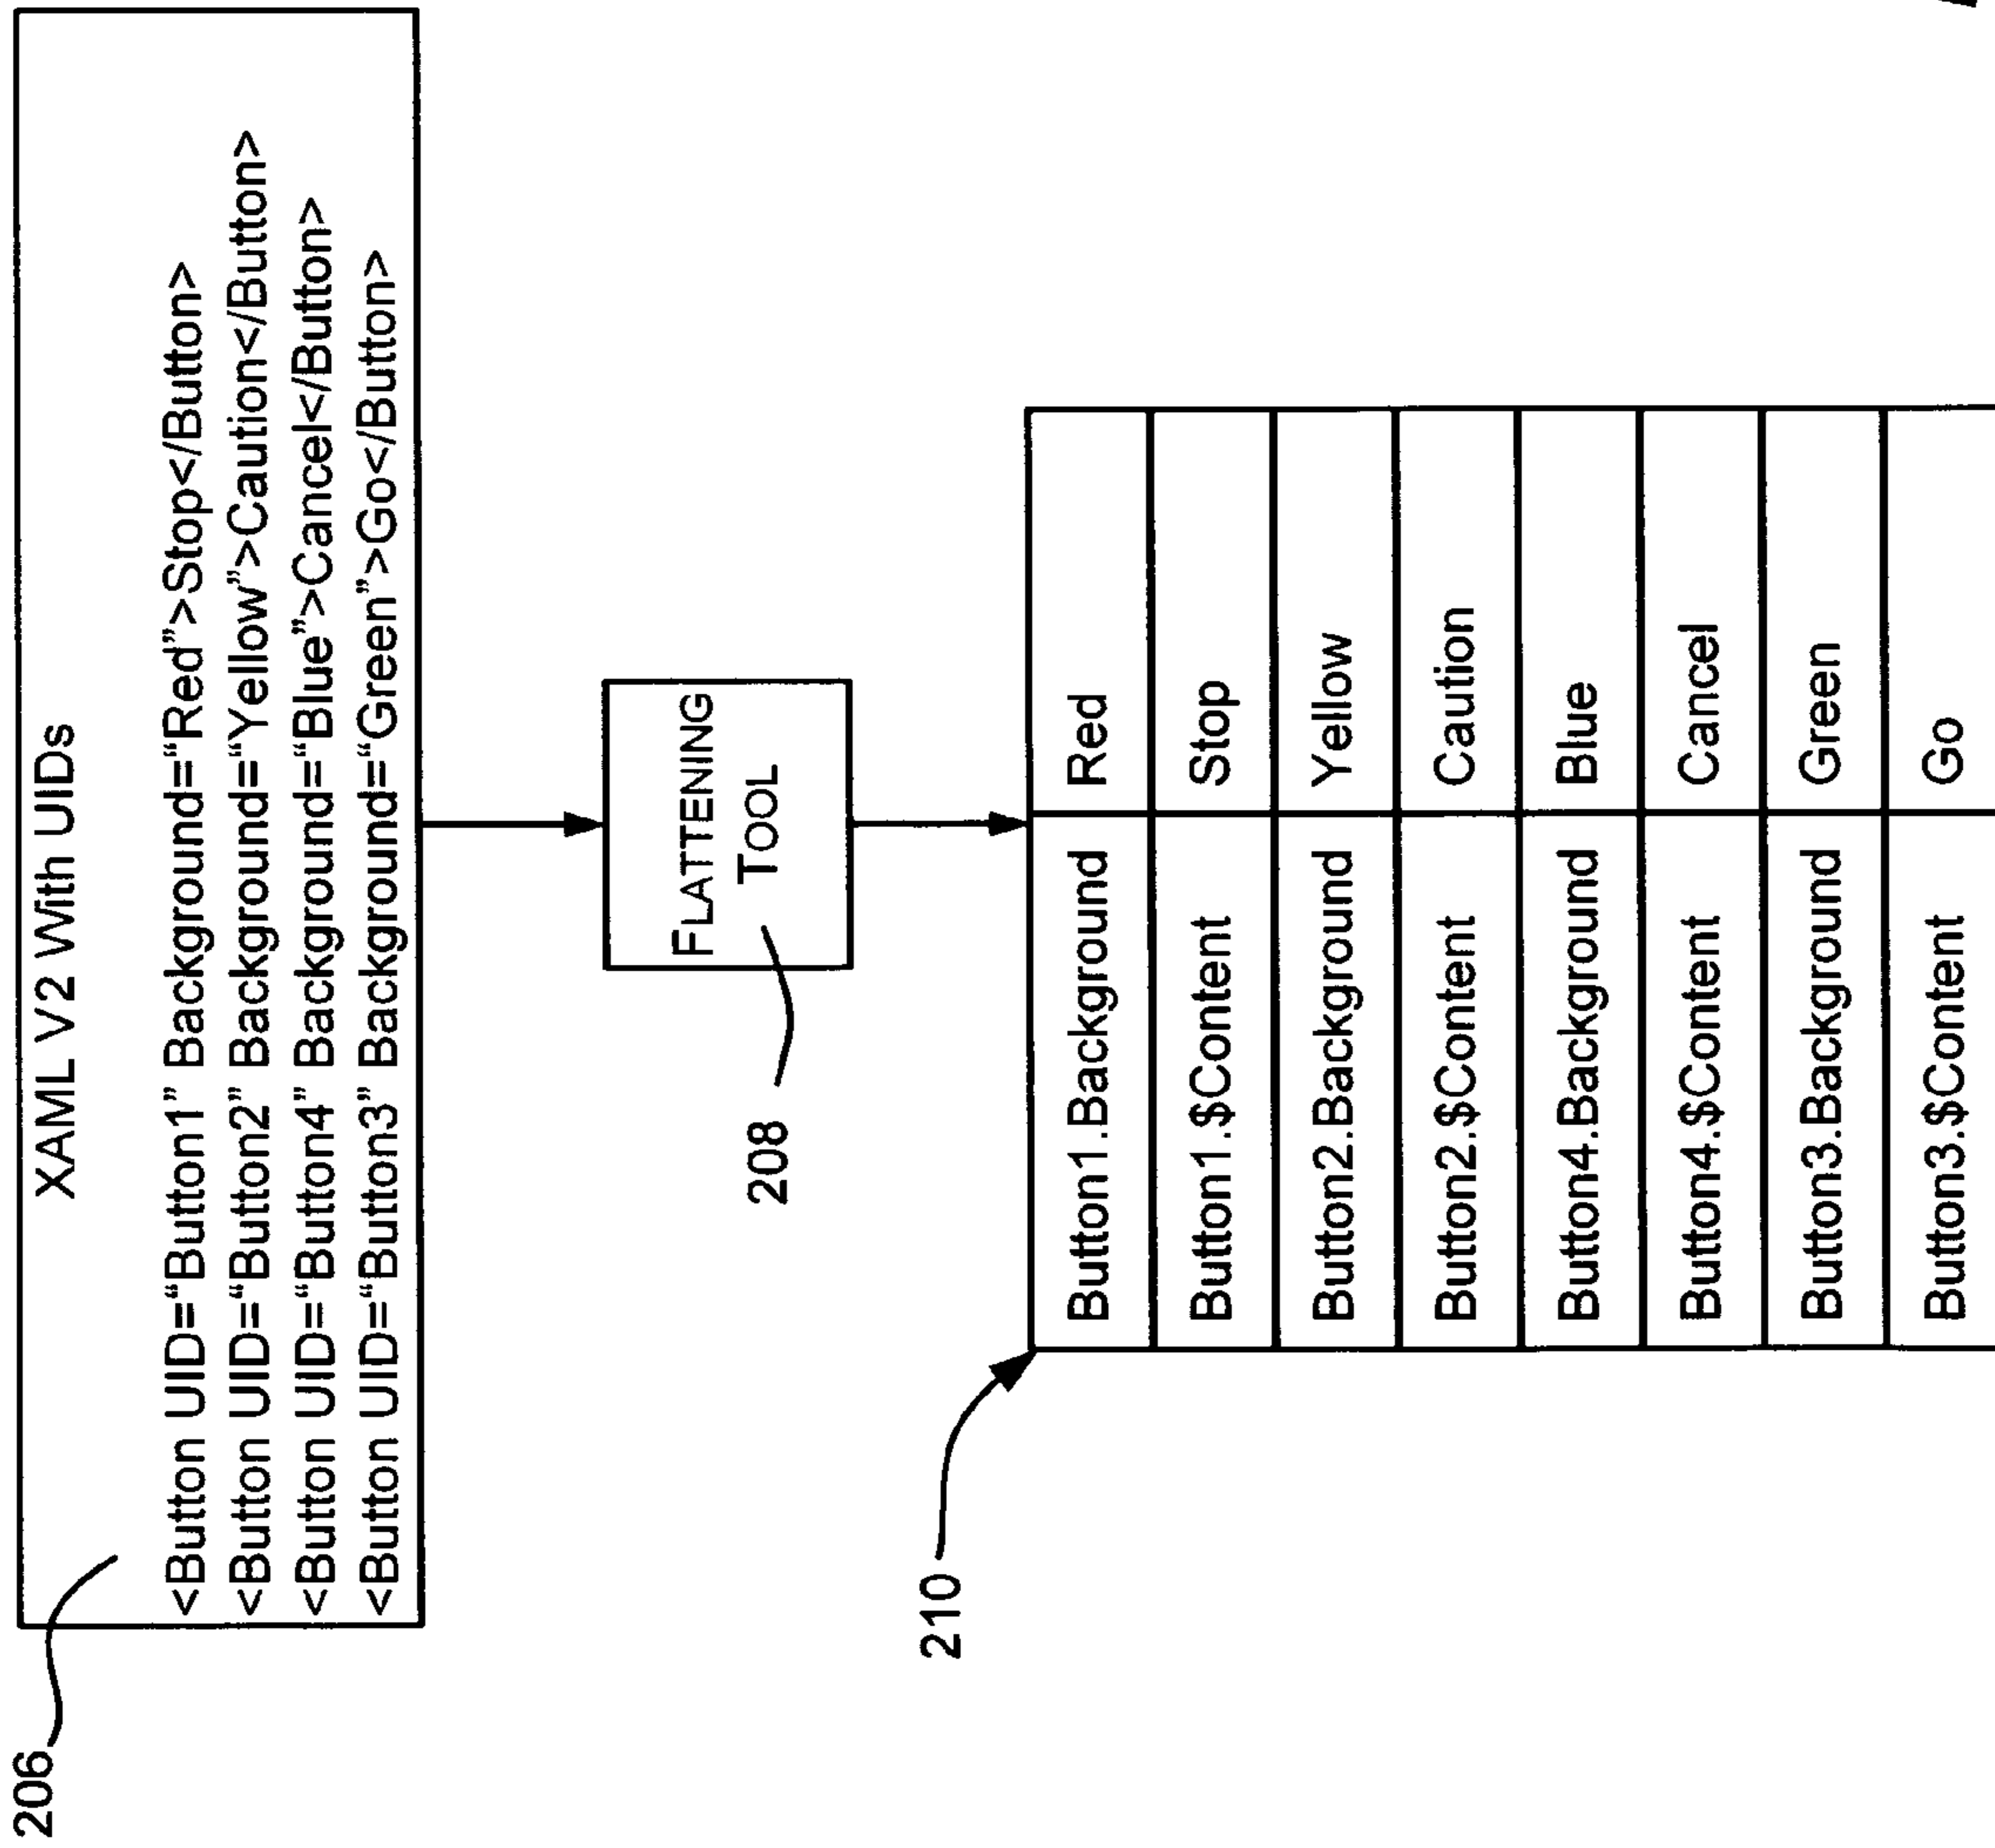 206
XAML V2 With UIDs
<Button UID=“Button1” Background=“Red”>Stop</Button>
<Button UID=“Button2” Background=“Yellow”>Caution</Button>
<Button UID=“Button4” Background=“Blue”>Cancel</Button>
<Button UID=“Button3” Background=“Green”>Go</Button>
FLATTENING
TOOL
208
210
Button1.Background Red
Button1.$Content Stop
Button2.Background Yellow
Button2.$Content Caution
Button4.Background Blue
Button4.$Content Cancel
Button3.Background Green
Button3.$Content Go